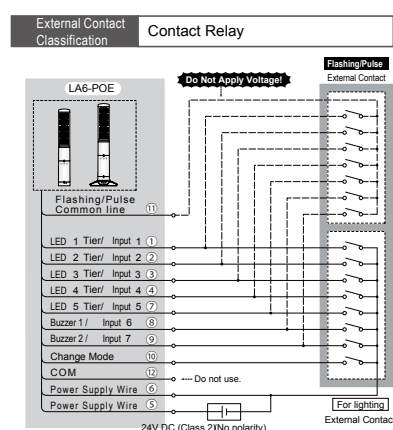 External Contact
Classification
Contact Relay
Flashing/Pulse
External Contact
Do Not Apply Voltage!
LA6-POE
Flashing/Pulse
Common line ⑪
LED 1 Tier/ Input 1 ①
LED 2 Tier/ Input 2 ②
LED 3 Tier/ Input 3 ③
LED 4 Tier/ Input 4 ④
LED 5 Tier/ Input 5 ⑦
Buzzer 1 / Input 6 ⑧
Buzzer 2 / Input 7 ⑨
Change Mode ⑩
COM ⑫
Do not use.
Power Supply Wire ⑥
Power Supply Wire ⑤
For lighting
External Contac
24V DC (Class 2)(No polarity)